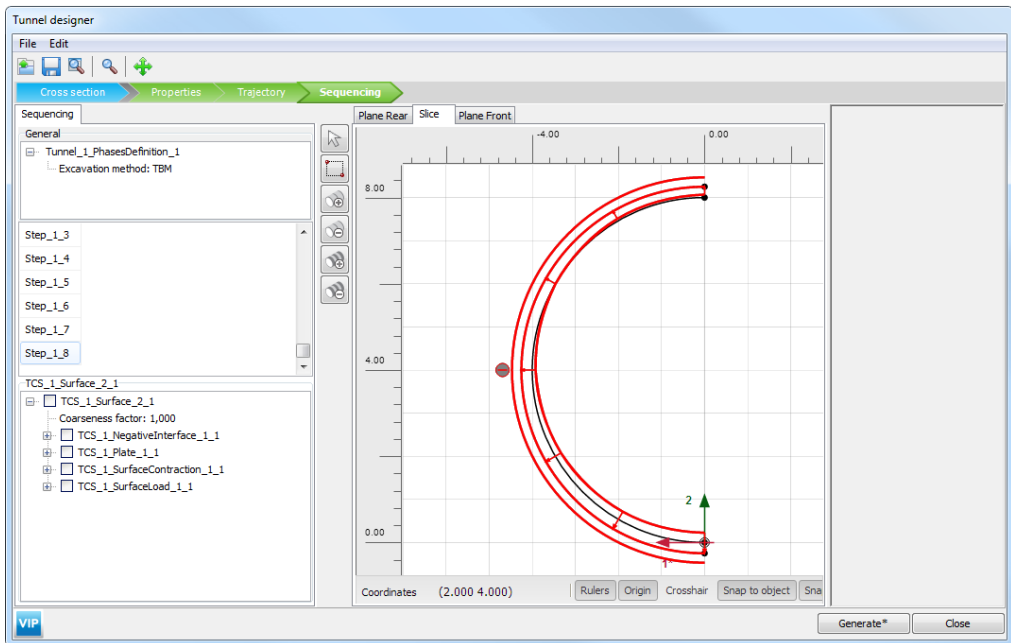 Tunnel designer
File Edit
Cross section Properties Trajectory Sequencing
Sequencing
General
Tunnel_1_PhasesDefinition_1
Excavation method: TBM
Step_1_3
Step_1_4
Step_1_5
Step_1_6
Step_1_7
Step_1_8
TCS_1_Surface_2_1
TCS_1_Surface_2_1
Coarseness factor: 1,000
TCS_1_NegativeInterface_1_1
TCS_1_Plate_1_1
TCS_1_SurfaceContraction_1_1
TCS_1_SurfaceLoad_1_1
Plane Rear Slice Plane Front
-4.00 0.00
8.00
4.00
0.00
2
1*
Coordinates (2.000 4.000) Rulers Origin Crosshair Snap to object Sna
VIP Generate* Close